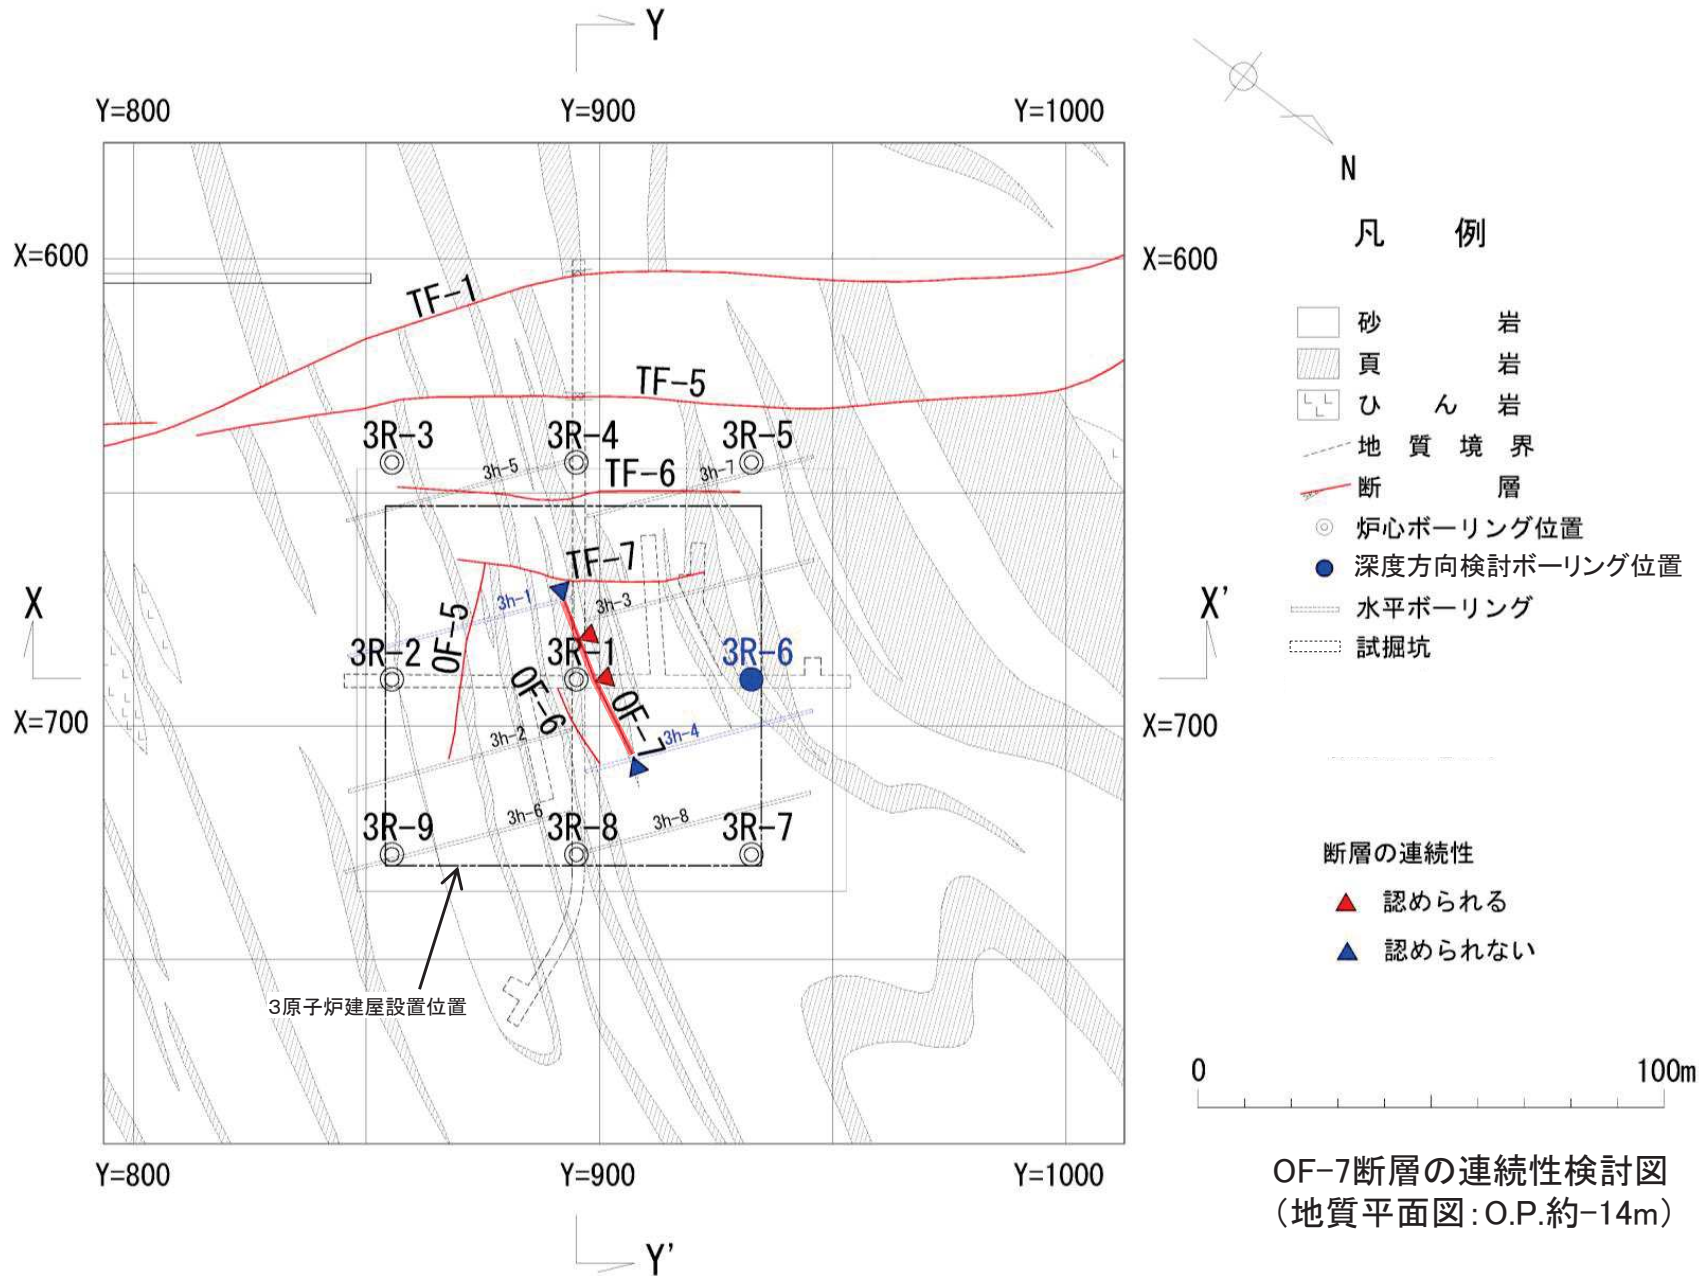 Y
Y=800
Y=900
Y=1000
N
凡 例
X=600
X=600
砂 岩
頁 岩
ひ ん 岩
地 質 境 界
断 層
炉心ボーリング位置
深度方向検討ボーリング位置
水平ボーリング
試掘坑
TF-1
TF-5
3R-3
3R-4
3R-5
3h-5
TF-6
3h-7
TF-7
3h-1
3h-3
X
X'
OF-5
3R-2
3R-1
3R-6
OF-6
OF-7
X=700
X=700
3h-2
3h-4
3h-6
3h-8
3R-9
3R-8
3R-7
断層の連続性
認められる
認められない
3原子炉建屋設置位置
0
100m
Y=800
Y=900
Y=1000
OF-7断層の連続性検討図
(地質平面図:O.P.約-14m)
Y'